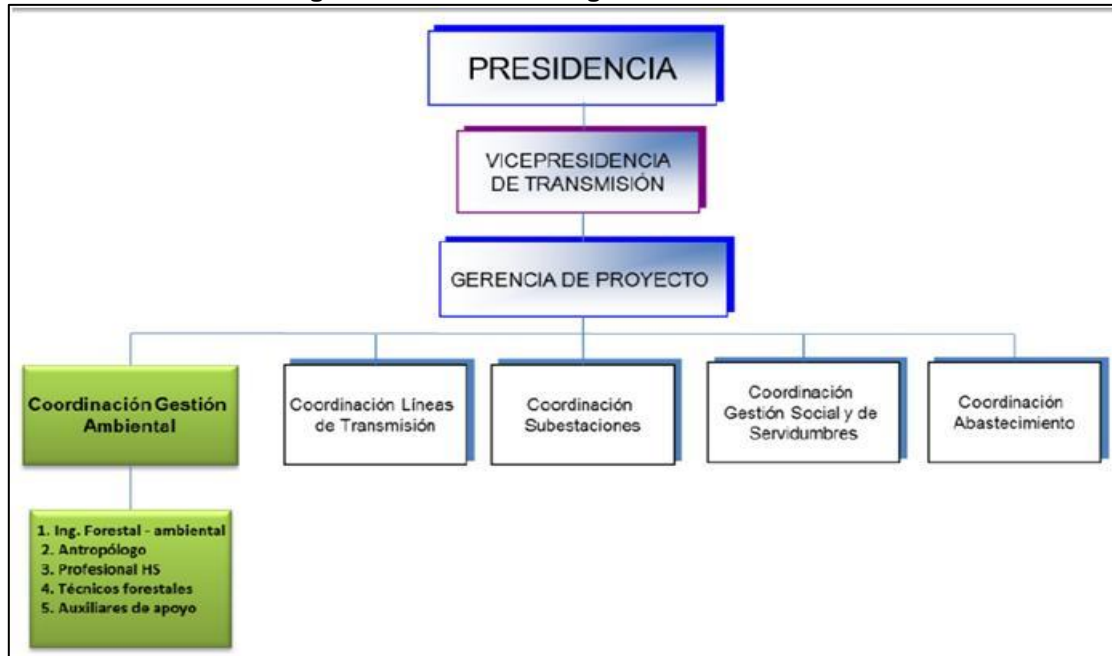 PRESIDENCIA
VICEPRESIDENCIA
DE TRANSMISIÓN
GERENCIA DE PROYECTO
Coordinación Gestión
Ambiental
Coordinación Líneas
de Transmisión
Coordinación
Subestaciones
Coordinación
Gestión Social y de
Servidumbres
Coordinación
Abastecimiento
1. Ing. Forestal - ambiental
2. Antropólogo
3. Profesional HS
4. Técnicos forestales
5. Auxiliares de apoyo